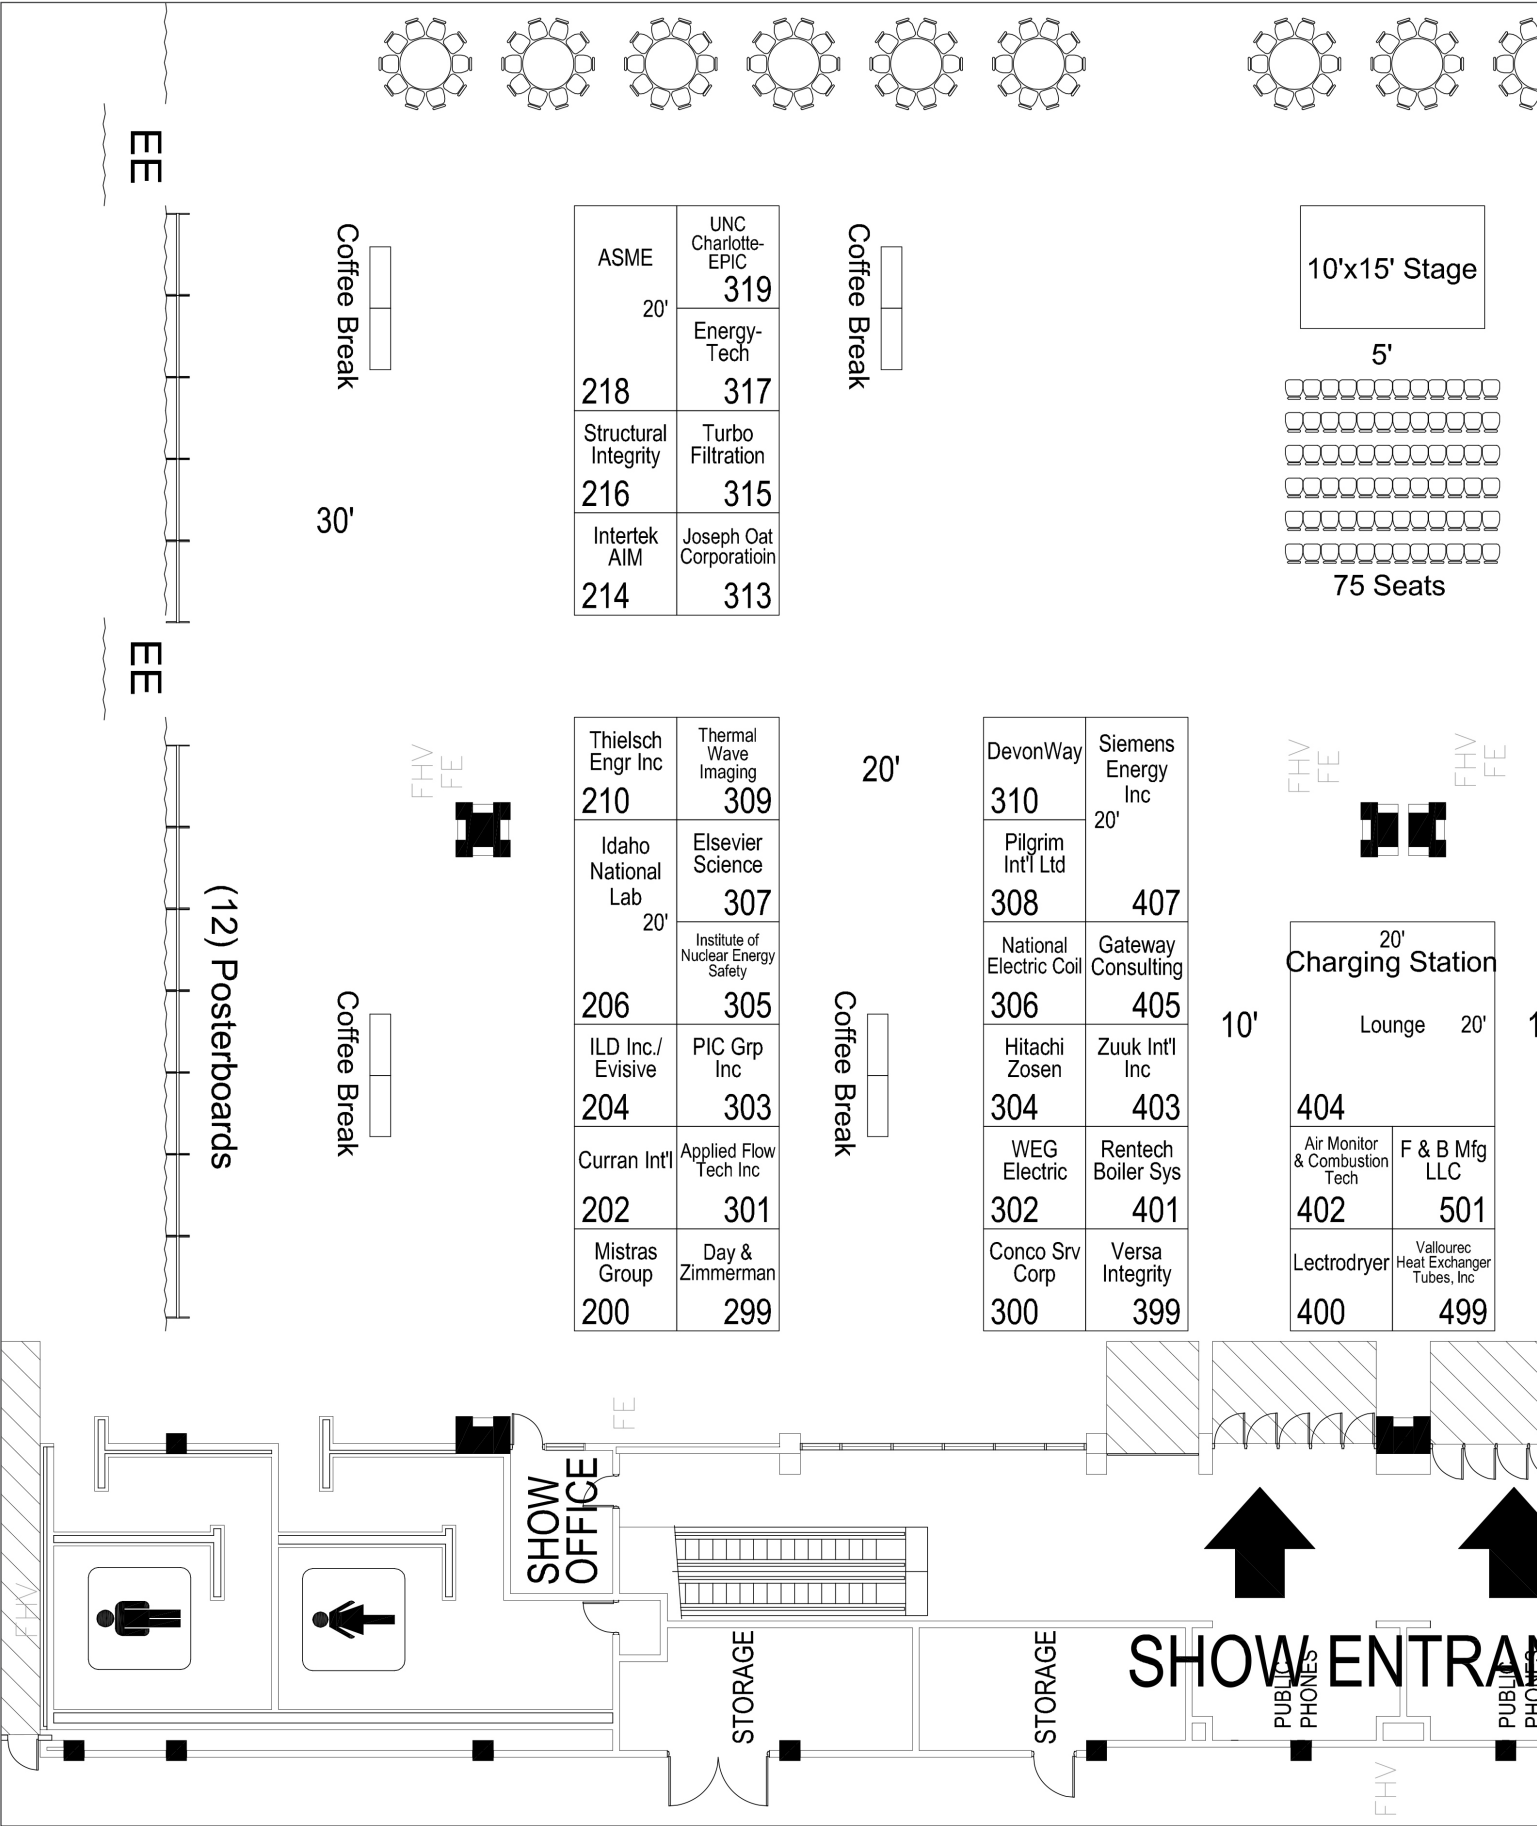 EE
Coffee Break
ASME
20'
218
UNC
Charlotte-
EPIC
319
Energy-
Tech
317
Coffee Break
10'x15' Stage
5'
75 Seats
Structural
Integrity
216
Turbo
Filtration
315
30'
Intertek
AIM
214
Joseph Oat
Corporatioin
313
EE
FHV
FE
Thielsch
Engr Inc
210
Thermal
Wave
Imaging
309
20'
DevonWay
310
Siemens
Energy
Inc
20'
407
FHV
FE
FHV
FE
(12) Posterboards
Idaho
National
Lab
20'
206
Elsevier
Science
307
Institute of
Nuclear Energy
Safety
305
Pilgrim
Int'l Ltd
308
National
Electric Coil
306
Gateway
Consulting
405
20'
Charging Station
Lounge 20'
404
10'
1
Coffee Break
ILD Inc./
Evisive
204
PIC Grp
Inc
303
Coffee Break
Hitachi
Zosen
304
Zuuk Int'l
Inc
403
Curran Int'l
202
Applied Flow
Tech Inc
301
WEG
Electric
302
Rentech
Boiler Sys
401
Air Monitor
& Combustion
Tech
402
F & B Mfg
LLC
501
Mistras
Group
200
Day &
Zimmerman
299
Conco Srv
Corp
300
Versa
Integrity
399
Lectrodryer
400
Vallourec
Heat Exchanger
Tubes, Inc
499
FE
SHOW
OFFICE
FHV
STORAGE
STORAGE
SHOW ENTRAN
PUBLIC
PHONES
PUBLIC
PHONES
FHV